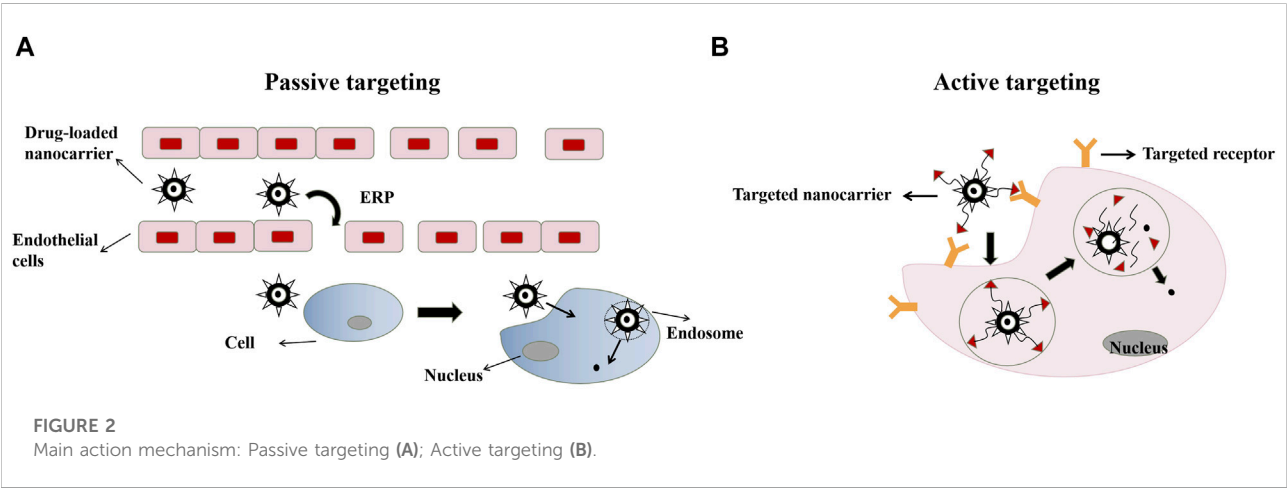 A
Passive targeting
Drug-loaded
nanocarrier
ERP
Endothelial
cells
Cell
Nucleus
Endosome
B
Active targeting
Targeted receptor
Targeted nanocarrier
Nucleus
FIGURE 2
Main action mechanism: Passive targeting (A); Active targeting (B).